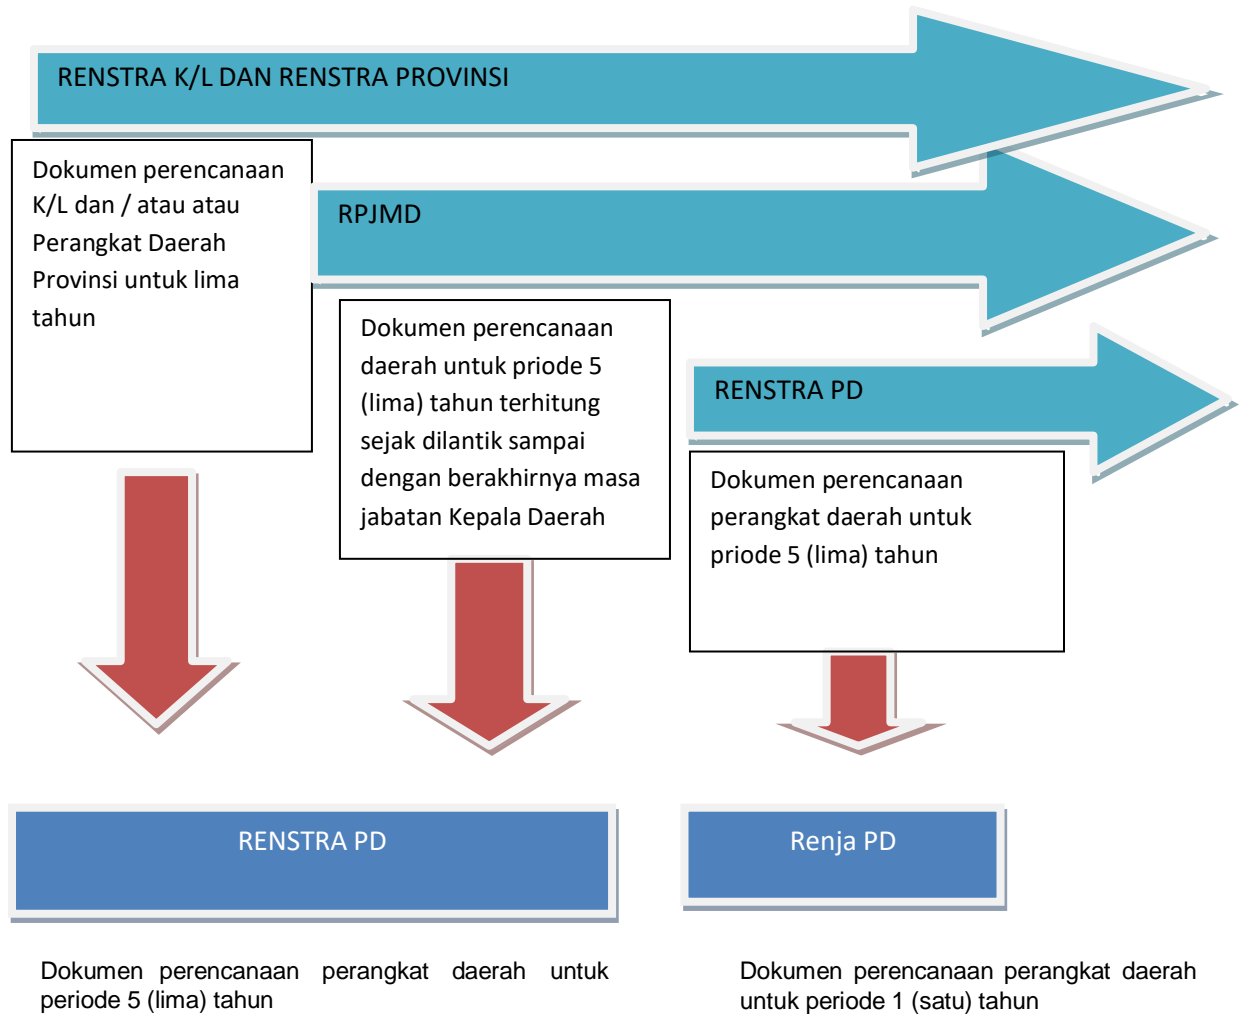 RENSTRA K/L DAN RENSTRA PROVINSI
Dokumen perencanaan
K/L dan / atau atau
Perangkat Daerah
Provinsi untuk lima
tahun
RPJMD
Dokumen perencanaan
daerah untuk priode 5
(lima) tahun terhitung
sejak dilantik sampai
dengan berakhirnya masa
jabatan Kepala Daerah
RENSTRA PD
Dokumen perencanaan
perangkat daerah untuk
priode 5 (lima) tahun
RENSTRA PD
Dokumen perencanaan perangkat daerah untuk
periode 5 (lima) tahun
Renja PD
Dokumen perencanaan perangkat daerah
untuk periode 1 (satu) tahun